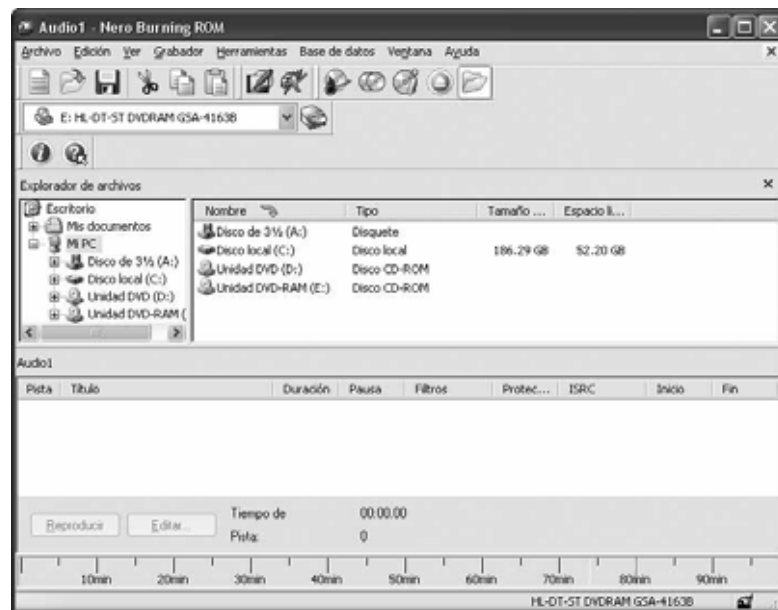 Audio1 - Nero Burning ROM
Archivo Edición Ver Grabador Herramientas Base de datos Ventana Ayuda
E: HL-DT-ST DVDRAM GSA-4163B
Explorador de archivos
Escritorio
Mis documentos
Mi PC
Disco de 3½ (A:)
Disco local (C:)
Unidad DVD (D:)
Unidad DVD-RAM (
Nombre Tipo Tamaño ... Espacio li...
Disco de 3½ (A:) Disquete
Disco local (C:) Disco local 186.29 GB 52.20 GB
Unidad DVD (D:) Disco CD-ROM
Unidad DVD-RAM (E:) Disco CD-ROM
Audio1
Pista Título Duración Pausa Filtros Protec... ISRC Inicio Fin
Reproducir Editar...
Tiempo de 00:00.00
Pista: 0
10min 20min 30min 40min 50min 60min 70min 80min 90min
HL-DT-ST DVDRAM GSA-4163B